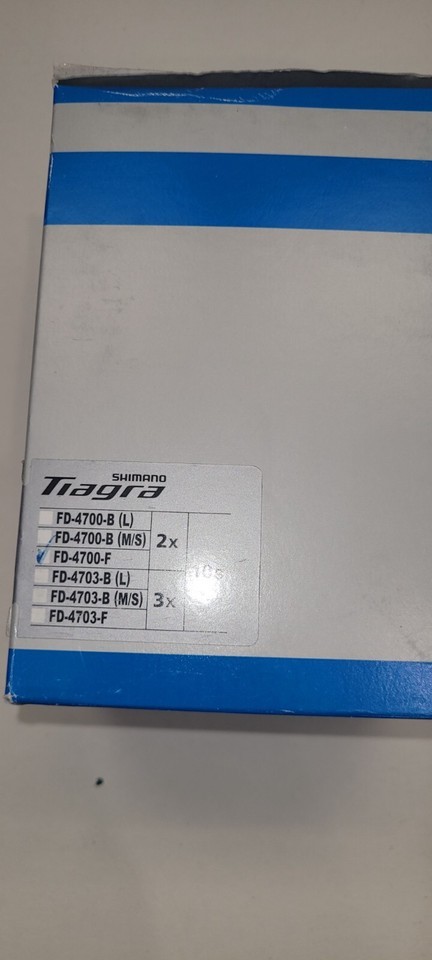 SHIMANO
Tiagra
FD-4700-B (L)
FD-4700-B (M/S)
2x
FD-4700-F
10s
FD-4703-B (L)
FD-4703-B (M/S)
3x
FD-4703-F